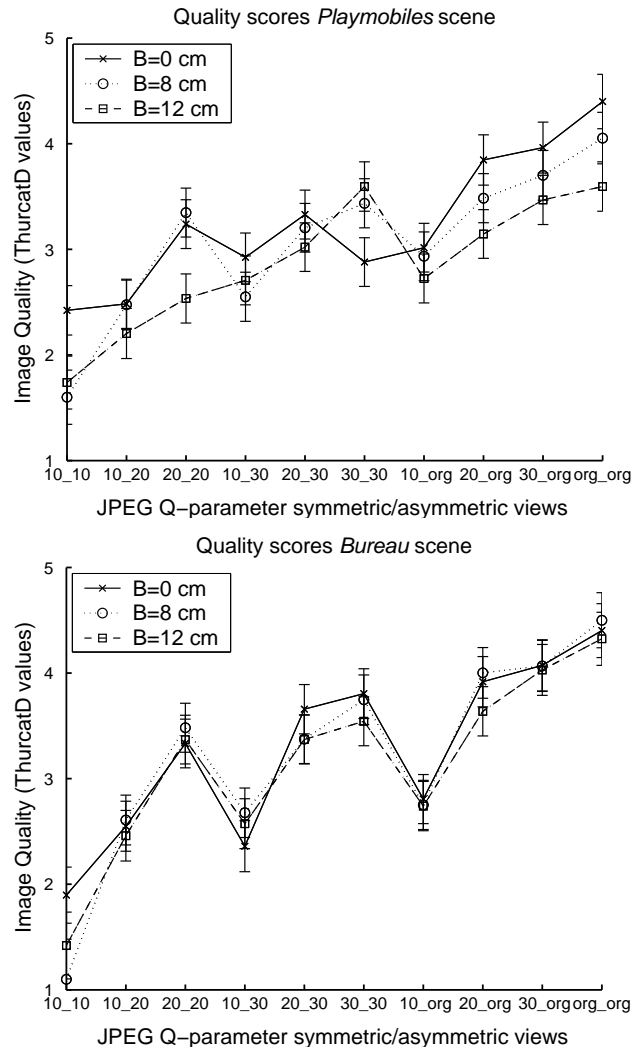 Quality scores Playmobiles scene
5
4
3
2
1
Image Quality (ThurcatD values)
B=0 cm
B=8 cm
B=12 cm
10_10 10_20 20_20 10_30 20_30 30_30 10_org 20_org 30_org org_org
JPEG Q−parameter symmetric/asymmetric views
Quality scores Bureau scene
5
4
3
2
1
Image Quality (ThurcatD values)
B=0 cm
B=8 cm
B=12 cm
10_10 10_20 20_20 10_30 20_30 30_30 10_org 20_org 30_org org_org
JPEG Q−parameter symmetric/asymmetric views